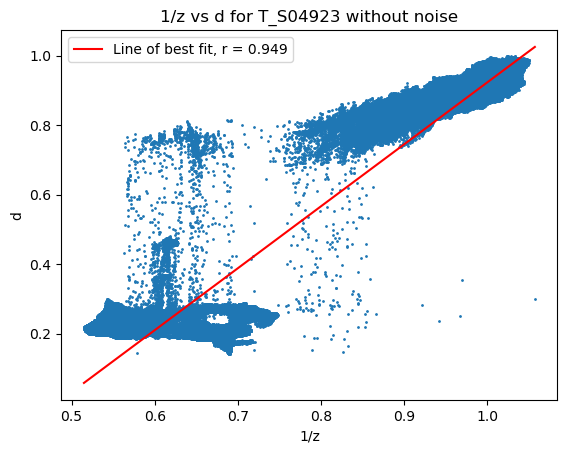 1/z vs d for T_S04923 without noise
Line of best fit, r = 0.949
1.0
0.8
0.6
0.4
0.2
d
0.5 0.6 0.7 0.8 0.9 1.0
1/z